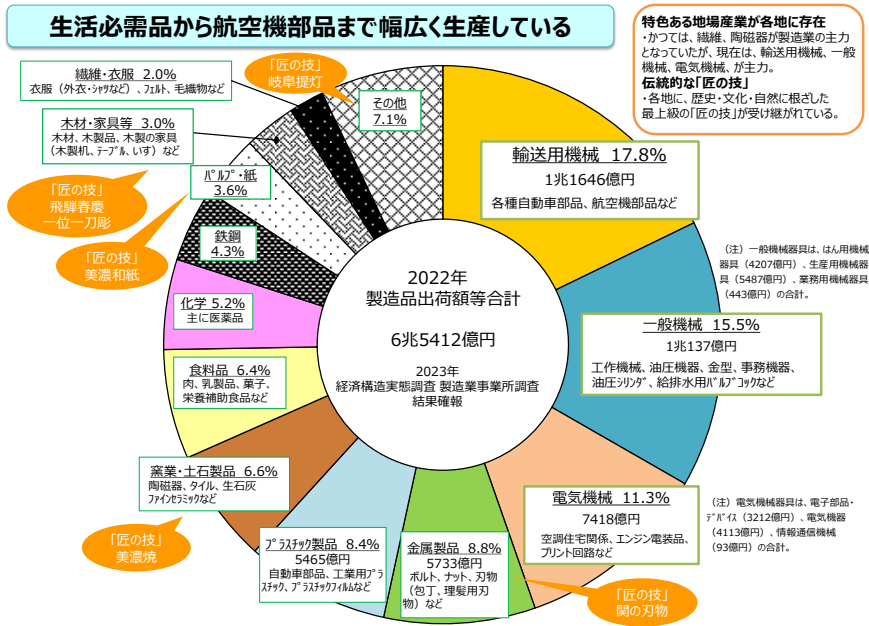 生活必需品から航空機部品まで幅広く生産している
特色ある地場産業が各地に存在
・かつては、繊維、陶磁器が製造業の主力
となっていたが、現在は、輸送用機械、一般
機械、電気機械、が主力。
伝統的な「匠の技」
・各地に、歴史・文化・自然に根ざした
最上級の「匠の技」が受け継がれている。
輸送用機械 17.8%
1兆1646億円
各種自動車部品、航空機部品など
(注)一般機械器具は、はん用機械
器具(4207億円)、生産用機械器
具(5487億円)、業務用機械器具
(443億円)の合計。
一般機械 15.5%
1兆137億円
工作機械、油圧機器、金型、事務機器、
油圧シリンダ、給排水用バルブコックなど
電気機械 11.3%
7418億円
空調住宅関係、エンジン電装品、
プリント回路など
(注)電気機械器具は、電子部品・
デバイス(3212億円)、電気機器
(4113億円)、情報通信機械
(93億円)の合計。
金属製品 8.8%
5733億円
ボルト、ナット、刃物
(包丁、理髪用刃
物)など
「匠の技」
関の刃物
プラスチック製品 8.4%
5465億円
自動車部品、工業用プラ
スチック、プラスチックフィルムなど
窯業・土石製品 6.6%
陶磁器、タイル、生石灰
ファインセラミックなど
「匠の技」
美濃焼
食料品 6.4%
肉、乳製品、菓子、
栄養補助食品など
化学 5.2%
主に医薬品
鉄鋼
4.3%
パルプ・紙
3.6%
「匠の技」
美濃和紙
木材・家具等 3.0%
木材、木製品、木製の家具
(木製机、テーブル、いす)など
「匠の技」
飛騨春慶
一位一刀彫
繊維・衣服 2.0%
衣服(外衣・シャツなど)、フェルト、毛織物など
「匠の技」
岐阜提灯
その他
7.1%
2022年
製造品出荷額等合計
6兆5412億円
2023年
経済構造実態調査 製造業事業所調査
結果確報